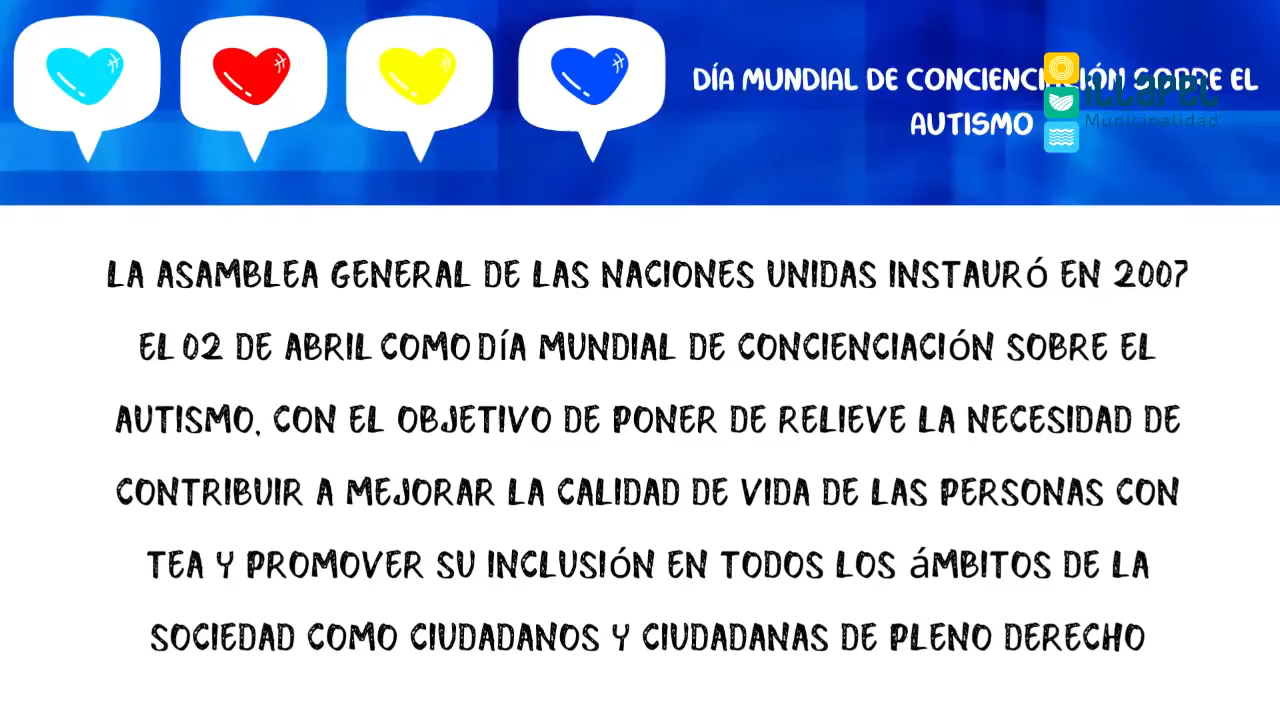 DÍA MUNDIAL DE CONCIENCIACIÓN SOBRE EL
AUTISMO
ILLAPEL
Municipalidad
LA ASAMBLEA GENERAL DE LAS NACIONES UNIDAS INSTAURÓ EN 2007
EL 02 DE ABRIL COMO DÍA MUNDIAL DE CONCIENCIACIÓN SOBRE EL
AUTISMO, CON EL OBJETIVO DE PONER DE RELIEVE LA NECESIDAD DE
CONTRIBUIR A MEJORAR LA CALIDAD DE VIDA DE LAS PERSONAS CON
TEA Y PROMOVER SU INCLUSIÓN EN TODOS LOS ÁMBITOS DE LA
SOCIEDAD COMO CIUDADANOS Y CIUDADANAS DE PLENO DERECHO